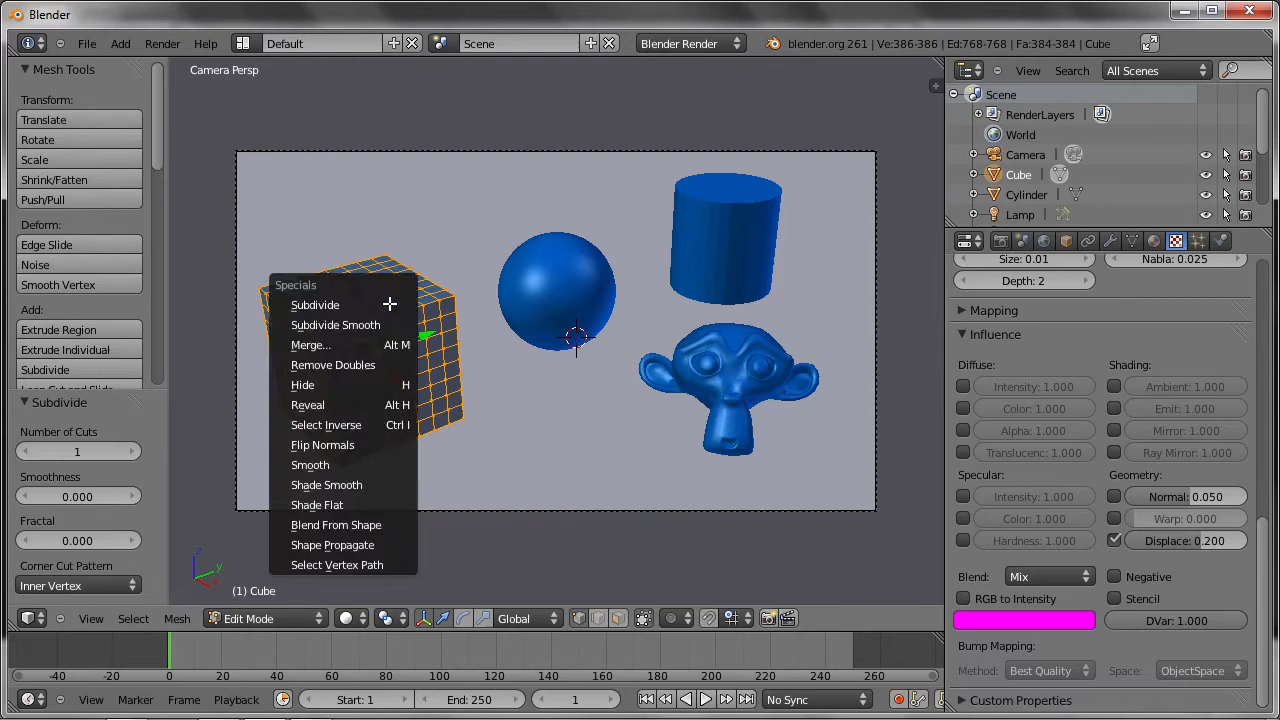 Blender
File Add Render Help Default Scene Blender Render blender.org 261 | Ve:386-386 | Ed:768-768 | Fa:384-384 | Cube
Mesh Tools
Transform:
Translate
Rotate
Scale
Shrink/Fatten
Push/Pull
Deform:
Edge Slide
Noise
Smooth Vertex
Add:
Extrude Region
Extrude Individual
Subdivide
Subdivide
Number of Cuts
1
Smoothness
0.000
Fractal
0.000
Corner Cut Pattern
Inner Vertex
Camera Persp
Specials
Subdivide
Subdivide Smooth
Merge... Alt M
Remove Doubles
Hide H
Reveal Alt H
Select Inverse Ctrl I
Flip Normals
Smooth
Shade Smooth
Shade Flat
Blend From Shape
Shape Propagate
Select Vertex Path
z
y
(1) Cube
View Select Mesh Edit Mode Global
-40 -20 0 20 40 60 80 100 120 140 160 180 200 220 240 260
View Marker Frame Playback Start: 1 End: 250 1 No Sync
View Search All Scenes
Scene
RenderLayers
World
Camera
Cube
Cylinder
Lamp
Size: 0.01 Nabla: 0.025
Depth: 2
Mapping
Influence
Diffuse: Shading:
Intensity: 1.000 Ambient: 1.000
Color: 1.000 Emit: 1.000
Alpha: 1.000 Mirror: 1.000
Translucenc: 1.000 Ray Mirror: 1.000
Specular: Geometry:
Intensity: 1.000 Normal: 0.050
Color: 1.000 Warp: 0.000
Hardness: 1.000 Displace: 0.200
Blend: Mix Negative
RGB to Intensity Stencil
DVar: 1.000
Bump Mapping:
Method: Best Quality Space: ObjectSpace
Custom Properties